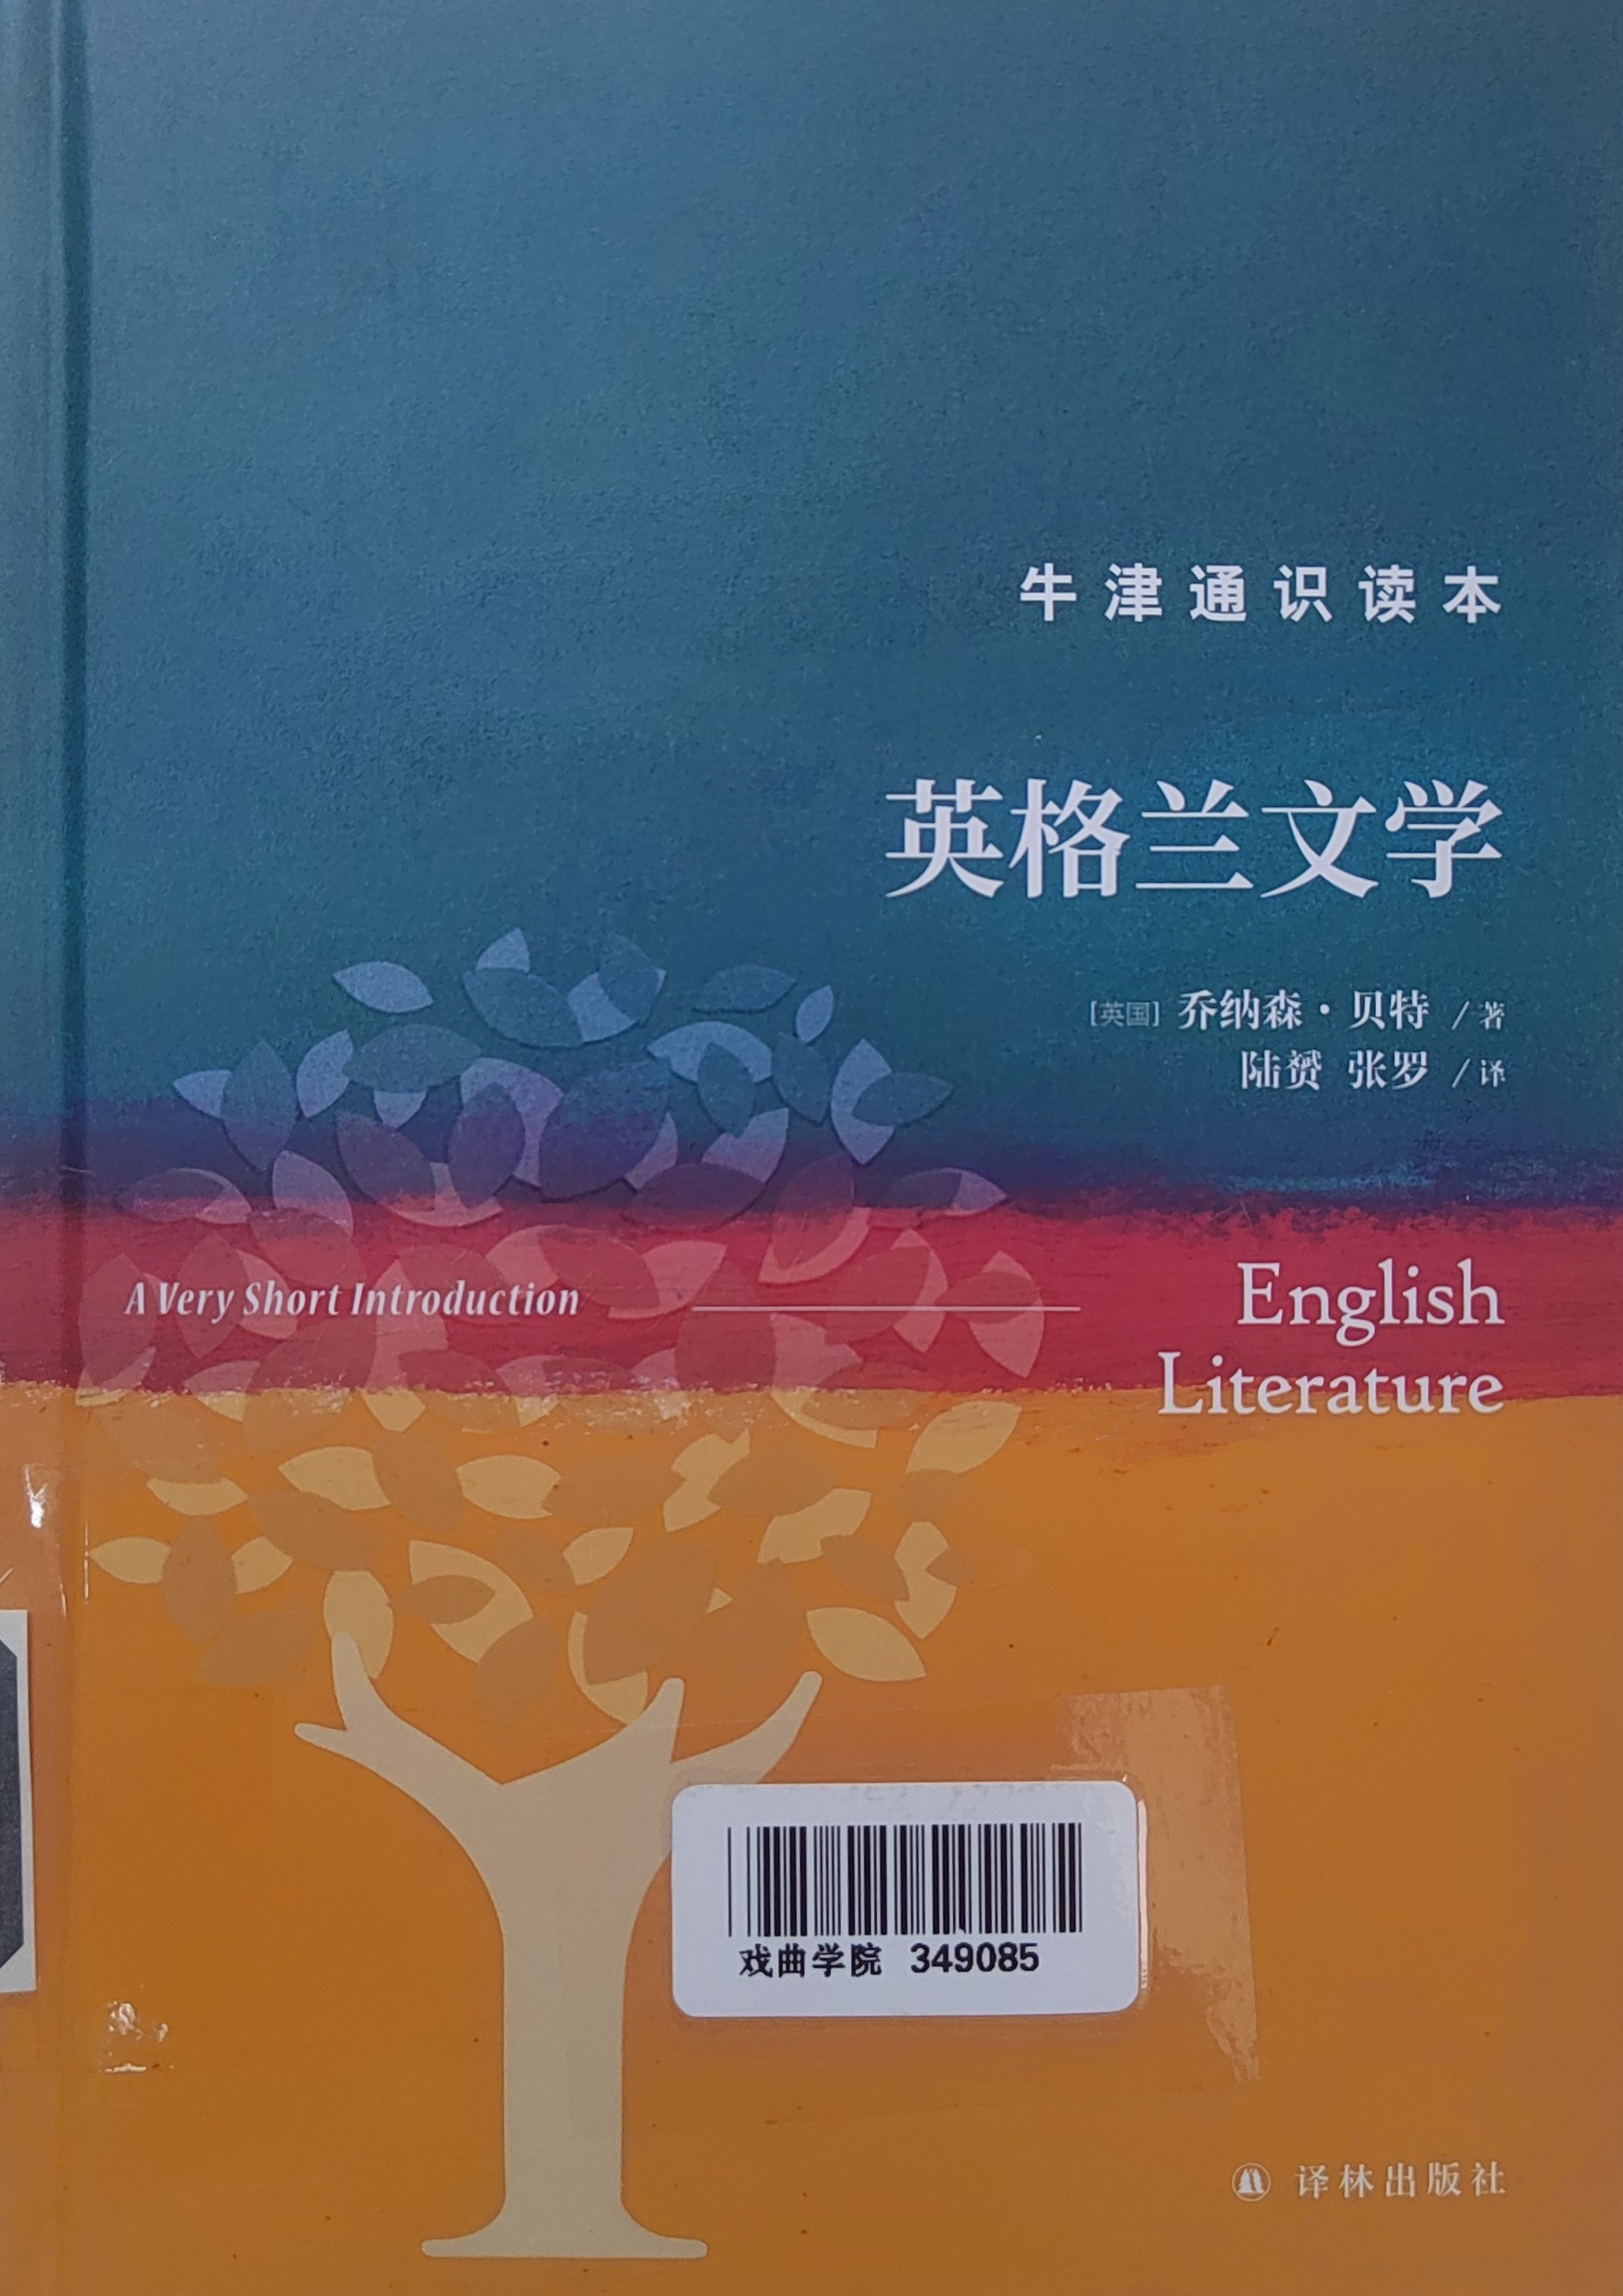 牛津通识读本
英格兰文学
[英国] 乔纳森·贝特 / 著
陆赟 张罗 / 译
A Very Short Introduction
English
Literature
戏曲学院 349085
译林出版社